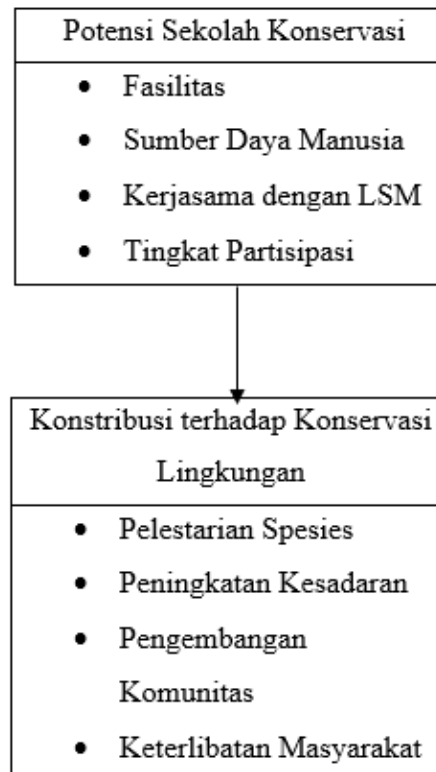 Potensi Sekolah Konservasi
• Fasilitas
• Sumber Daya Manusia
• Kerjasama dengan LSM
• Tingkat Partisipasi
Konstribusi terhadap Konservasi
Lingkungan
• Pelestarian Spesies
• Peningkatan Kesadaran
• Pengembangan
Komunitas
• Keterlibatan Masyarakat